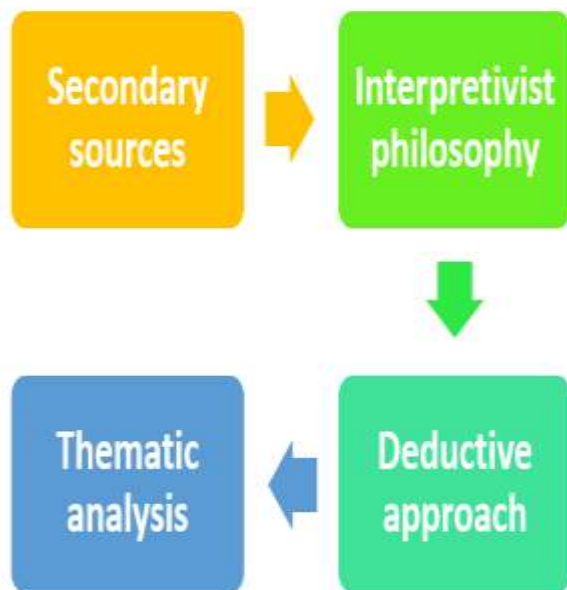 Secondary
sources
Interpretivist
philosophy
Deductive
approach
Thematic
analysis